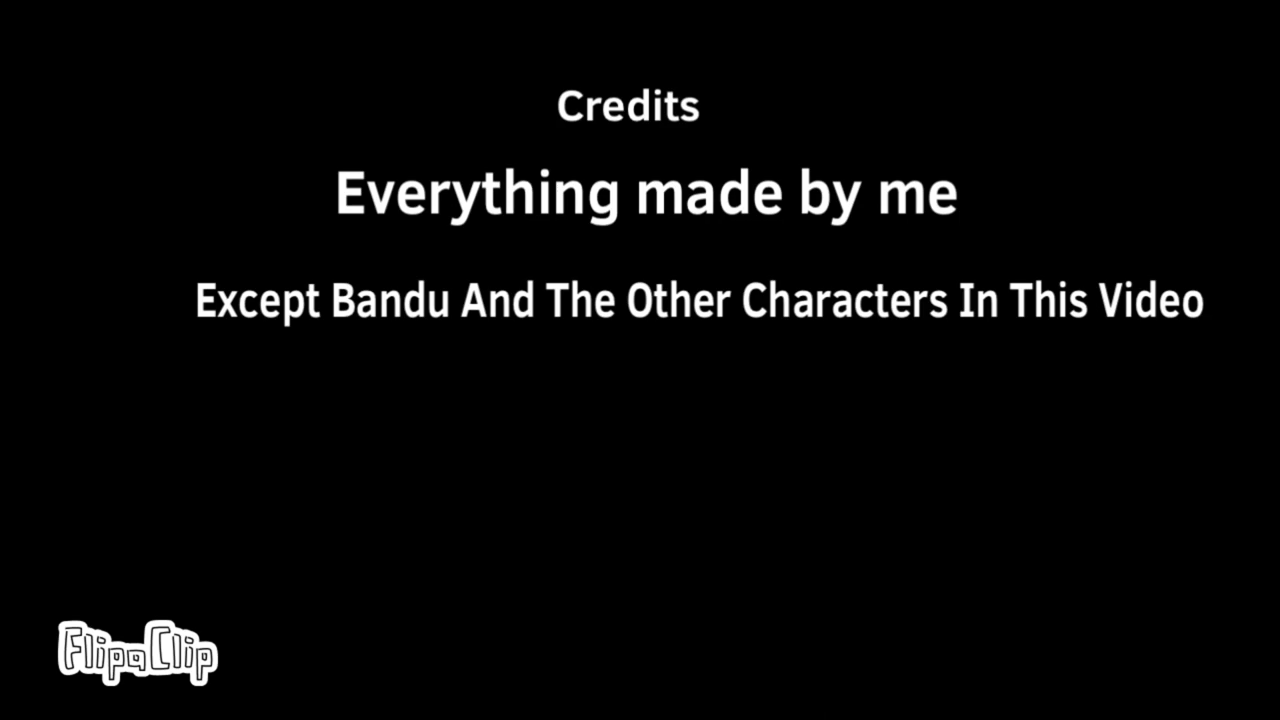 Credits
Everything made by me
Except Bandu And The Other Characters In This Video
FlipaClip